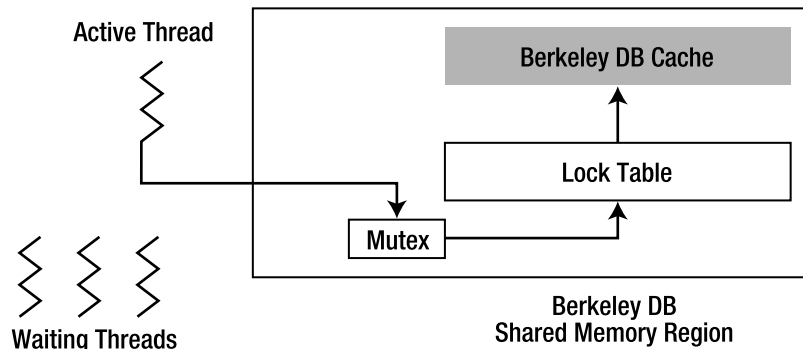 Active Thread
Berkeley DB Cache
Lock Table
Mutex
Waiting Threads
Berkeley DB
Shared Memory Region